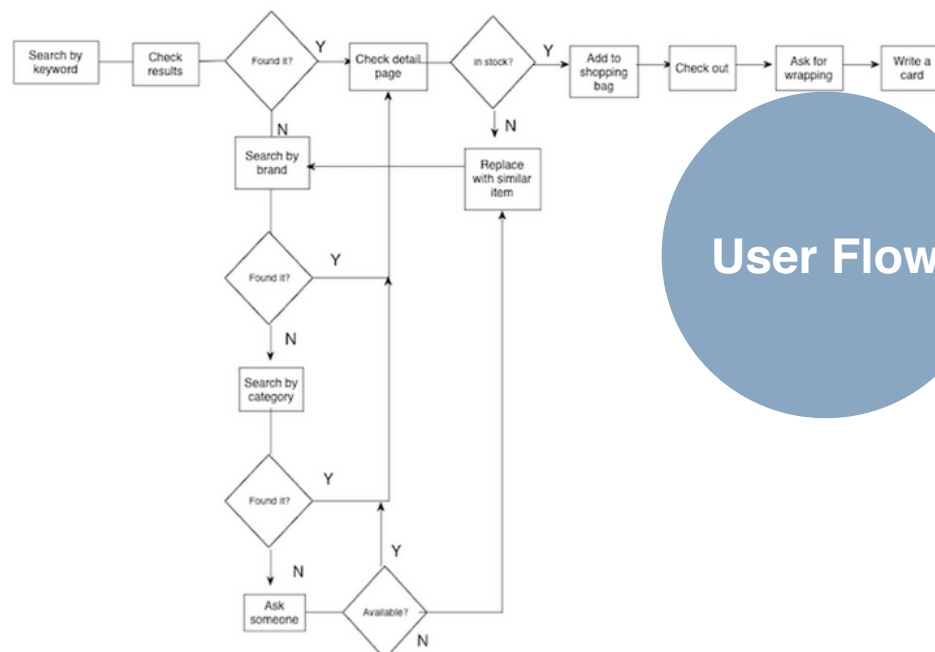 Search by
keyword
Check
results
Found it?
Y
Check detail
page
in stock?
Y
Add to
shopping
bag
Check out
Ask for
wrapping
Write a
card
N
N
Search by
brand
Replace
with similar
item
User Flow
Found it?
Y
N
Search by
category
Found it?
Y
N
Y
Ask
someone
Available?
N